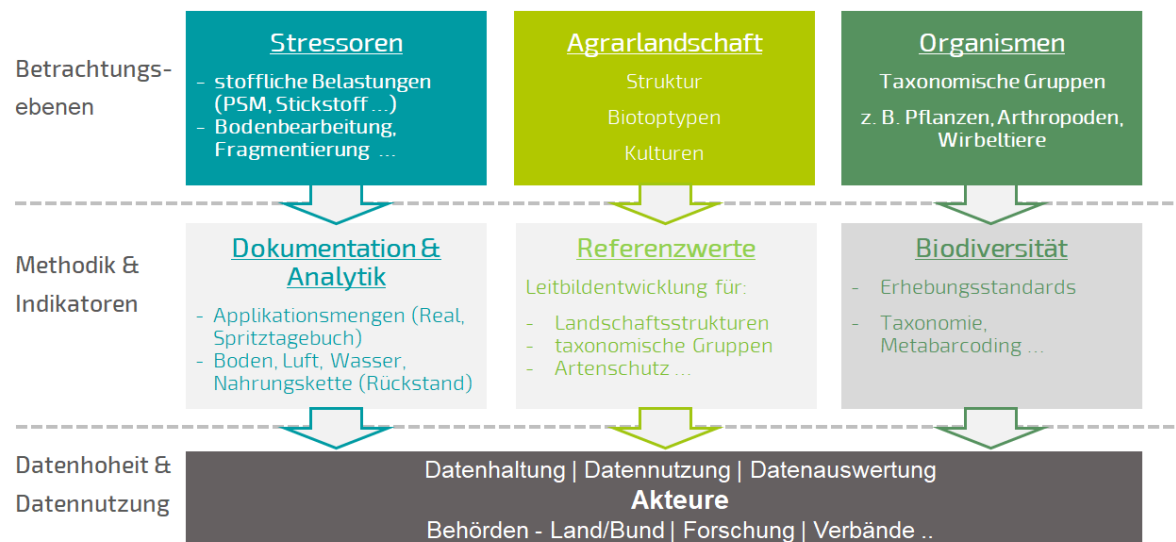 Betrachtungs-
ebenen
Stressoren
- stoffliche Belastungen
(PSM, Stickstoff ...)
- Bodenbearbeitung,
Fragmentierung ...
Agrarlandschaft
Struktur
Biotoptypen
Kulturen
Organismen
Taxonomische Gruppen
z. B. Pflanzen, Arthropoden,
Wirbeltiere
Methodik &
Indikatoren
Dokumentation &
Analytik
- Applikationsmengen (Real,
Spritztagebuch)
- Boden, Luft, Wasser,
Nahrungskette (Rückstand)
Referenzwerte
Leitbildentwicklung für:
- Landschaftsstrukturen
- taxonomische Gruppen
- Artenschutz ...
Biodiversität
- Erhebungsstandards
- Taxonomie,
Metabarcoding ...
Datenhoheit &
Datennutzung
Datenhaltung | Datennutzung | Datenauswertung
Akteure
Behörden - Land/Bund | Forschung | Verbände ..